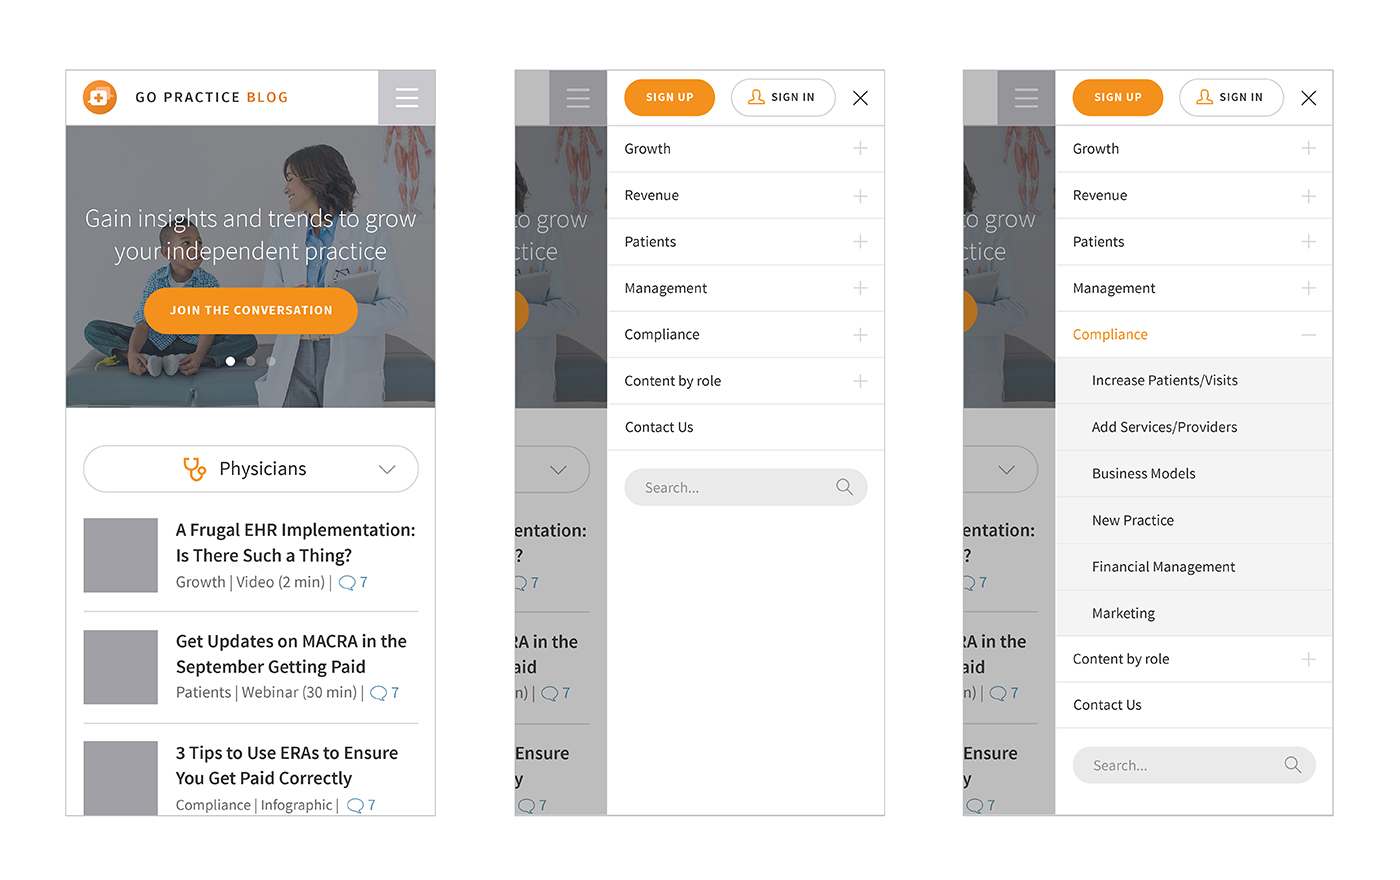 GO PRACTICE BLOG
Gain insights and trends to grow
your independent practice
JOIN THE CONVERSATION
Physicians
A Frugal EHR Implementation:
Is There Such a Thing?
Growth | Video (2 min) | 7
Get Updates on MACRA in the
September Getting Paid
Patients | Webinar (30 min) | 7
3 Tips to Use ERAs to Ensure
You Get Paid Correctly
Compliance | Infographic | 7
SIGN UP
SIGN IN
Growth
Revenue
Patients
Management
Compliance
Content by role
Contact Us
Search...
to grow
ctice
entation:
?
7
RA in the
aid
n) | 7
Ensure
y
7
SIGN UP
SIGN IN
Growth
Revenue
Patients
Management
Compliance
Increase Patients/Visits
Add Services/Providers
Business Models
New Practice
Financial Management
Marketing
Content by role
Contact Us
Search...
to grow
ctice
entation:
?
7
RA in the
aid
n) | 7
Ensure
y
7